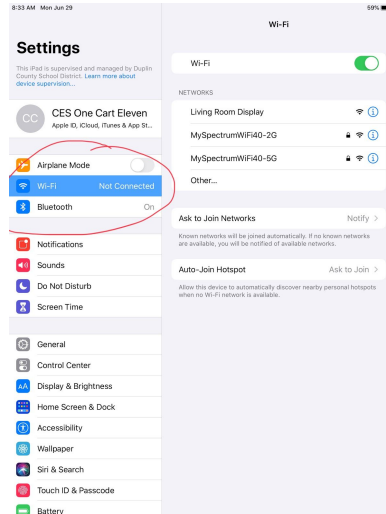 8:33 AM Mon Jun 29
59%
Settings
This iPad is supervised and managed by Duplin
County School District. Learn more about
device supervision...
CC
CES One Cart Eleven
Apple ID, iCloud, iTunes & App St...
Airplane Mode
Wi-Fi Not Connected
Bluetooth On
Notifications
Sounds
Do Not Disturb
Screen Time
General
Control Center
AA Display & Brightness
Home Screen & Dock
Accessibility
Wallpaper
Siri & Search
Touch ID & Passcode
Battery
Wi-Fi
Wi-Fi
NETWORKS
Living Room Display
MySpectrumWiFi40-2G
MySpectrumWiFi40-5G
Other...
Ask to Join Networks Notify >
Known networks will be joined automatically. If no known networks
are available, you will be notified of available networks.
Auto-Join Hotspot Ask to Join >
Allow this device to automatically discover nearby personal hotspots
when no Wi-Fi network is available.